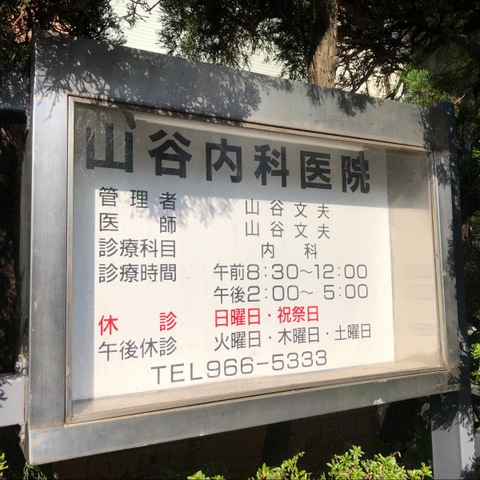 山谷内科医院
管理者 山谷文夫
医師 山谷文夫
診療科目 内科
診療時間 午前8:30~12:00
午後2:00~5:00
休診 日曜日・祝祭日
午後休診 火曜日・木曜日・土曜日
TEL966-5333